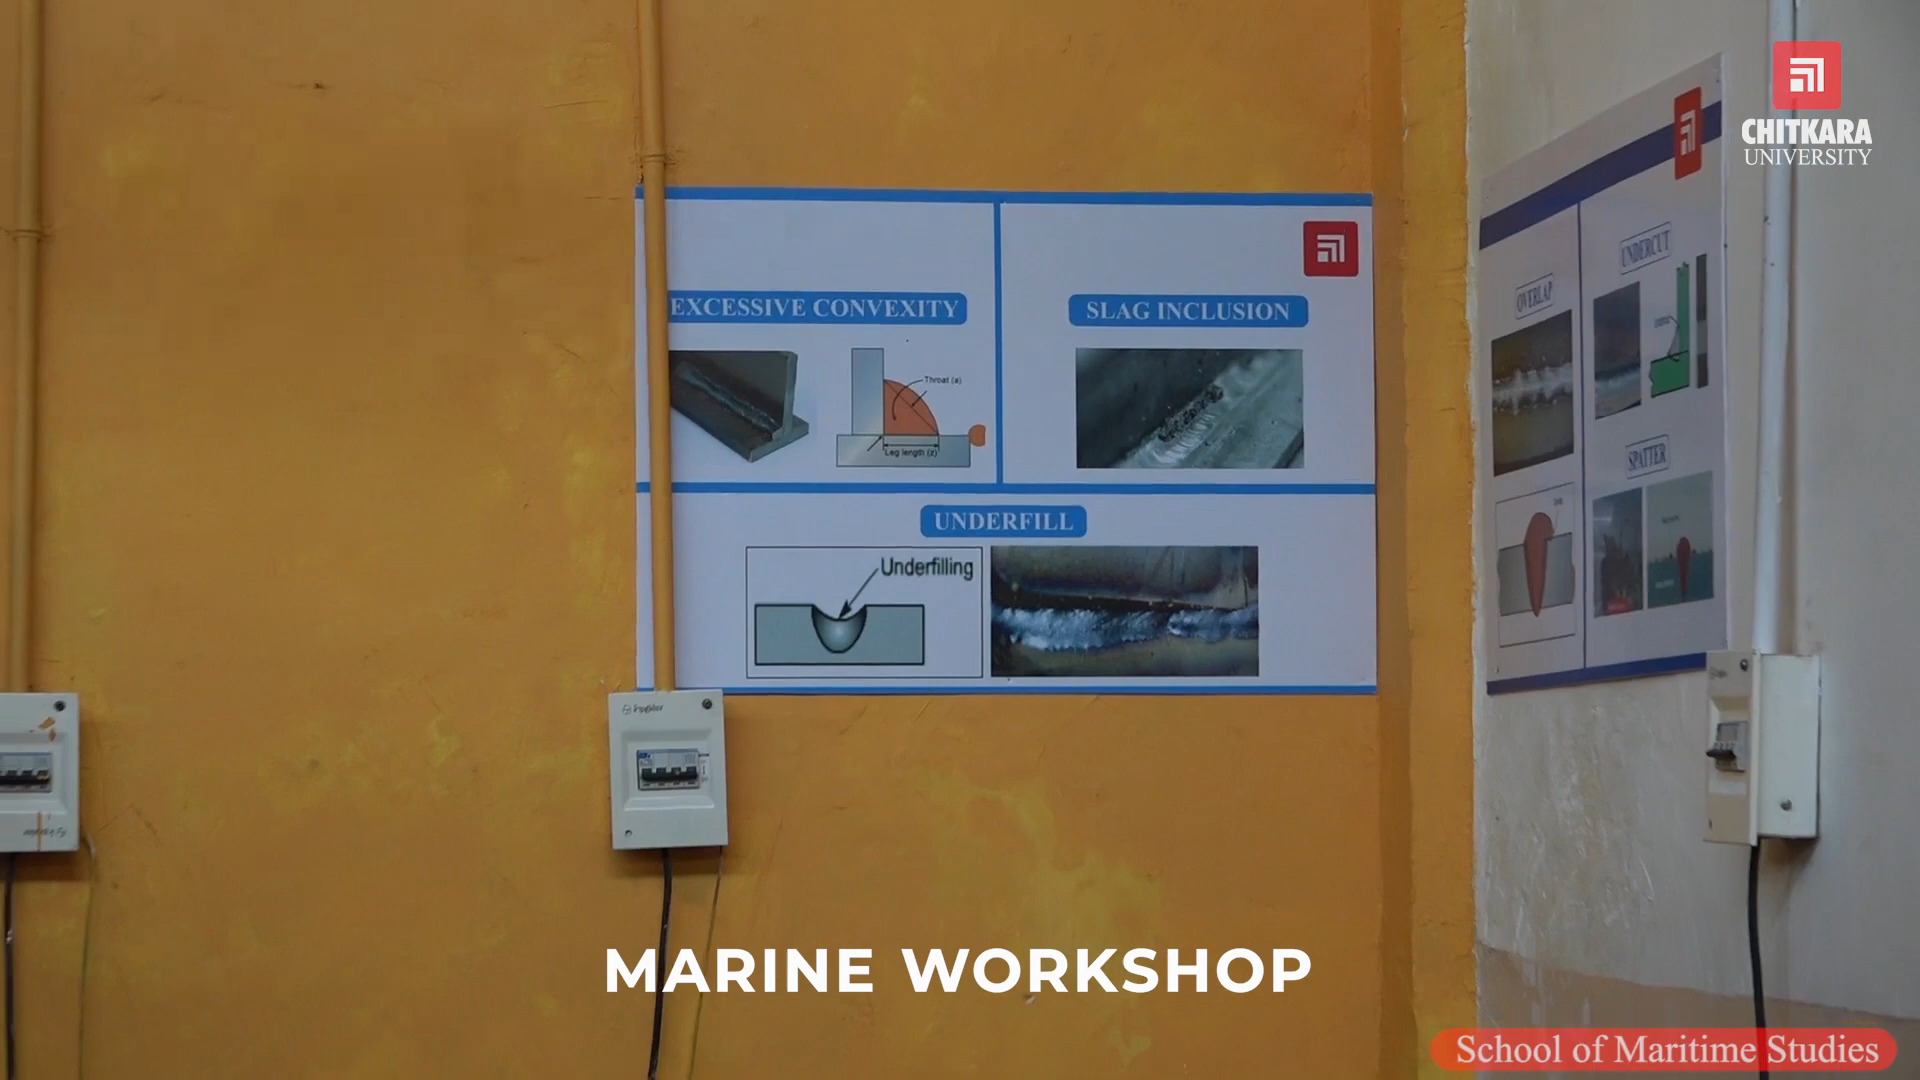 CHITKARA
UNIVERSITY
EXCESSIVE CONVEXITY
Throat (a)
Leg length (z)
SLAG INCLUSION
UNDERFILL
Underfilling
OVERLAP
UNDERCUT
SPATTER
MARINE WORKSHOP
School of Maritime Studies